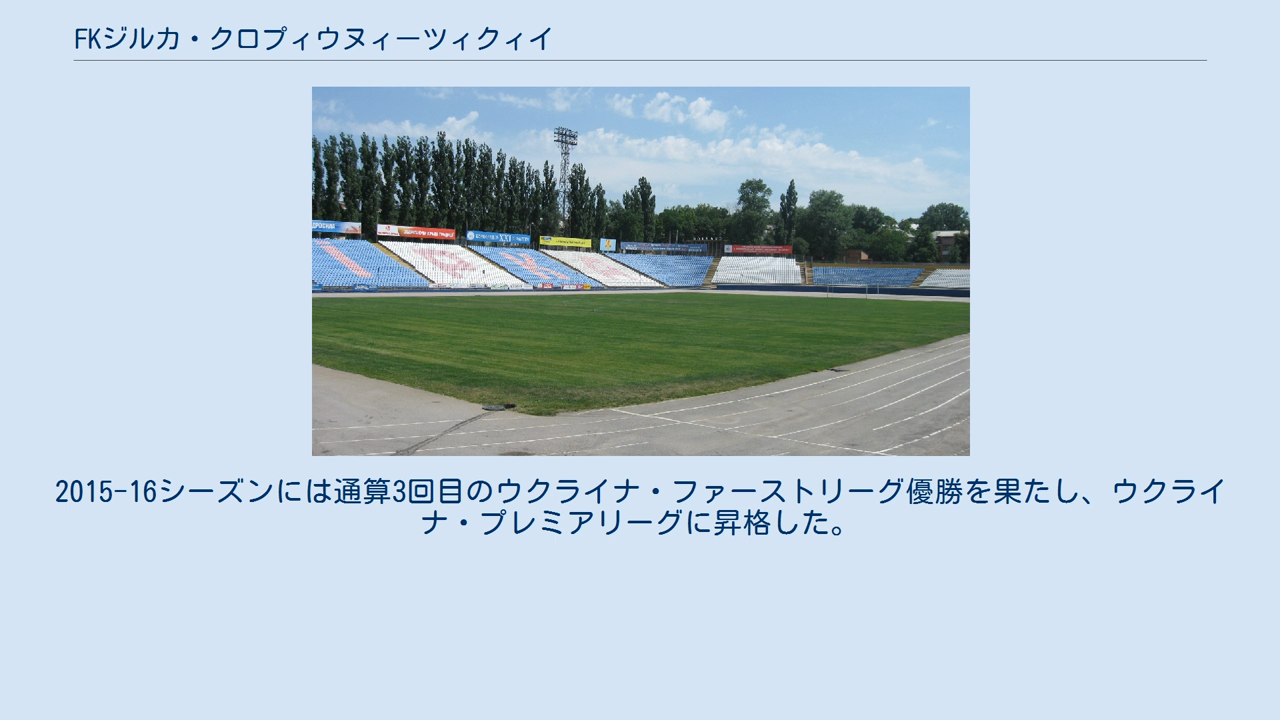 FKジルカ・クロプィウヌィーツィクィイ
2015-16シーズンには通算3回目のウクライナ・ファーストリーグ優勝を果たし、ウクライ
ナ・プレミアリーグに昇格した。